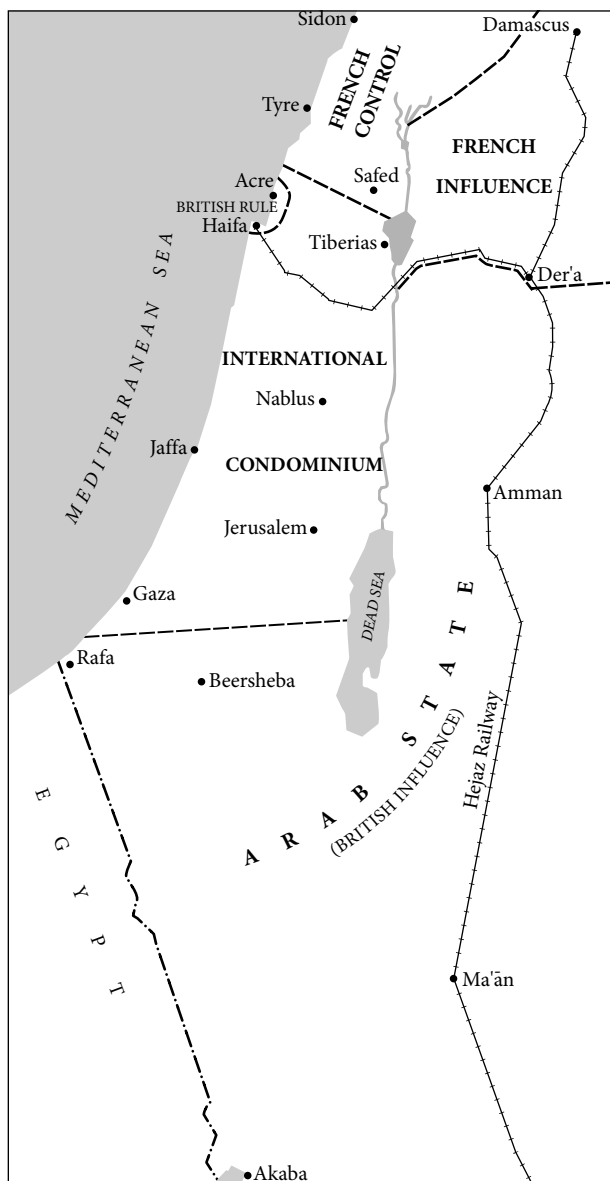 Sidon
Damascus
FRENCH
CONTROL
Tyre
FRENCH
INFLUENCE
Safed
Acre
BRITISH RULE
Haifa
Tiberias
Der'a
MEDITERRANEAN SEA
INTERNATIONAL
Nablus
Jaffa
CONDOMINIUM
Amman
Jerusalem
DEAD SEA
Gaza
Rafa
Beersheba
ARAB STATE
(BRITISH INFLUENCE)
Hejaz Railway
EGYPT
Ma'ān
Akaba